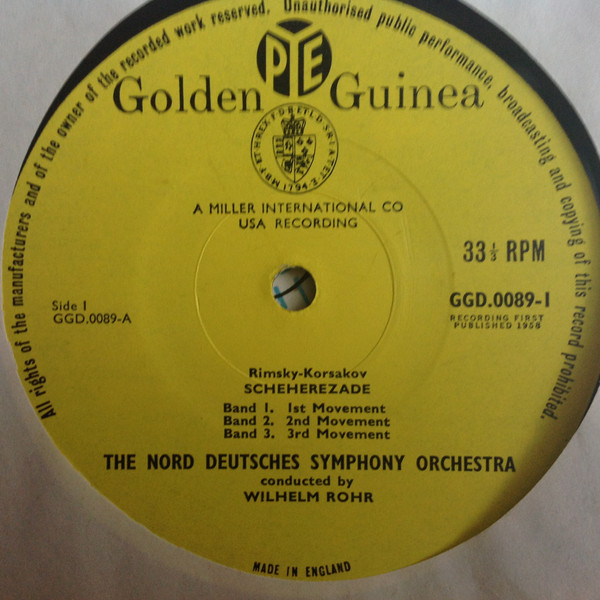 All rights of the manufacturers and of the owner of the recorded work reserved. Unauthorised public performance, broadcasting and copying of this record prohibited.
PYE
Golden Guinea
A MILLER INTERNATIONAL CO
USA RECORDING
33⅓ RPM
Side 1
GGD.0089-A
GGD.0089-1
RECORDING FIRST
PUBLISHED 1958
Rimsky-Korsakov
SCHEHEREZADE
Band 1. 1st Movement
Band 2. 2nd Movement
Band 3. 3rd Movement
THE NORD DEUTSCHES SYMPHONY ORCHESTRA
conducted by
WILHELM ROHR
MADE IN ENGLAND